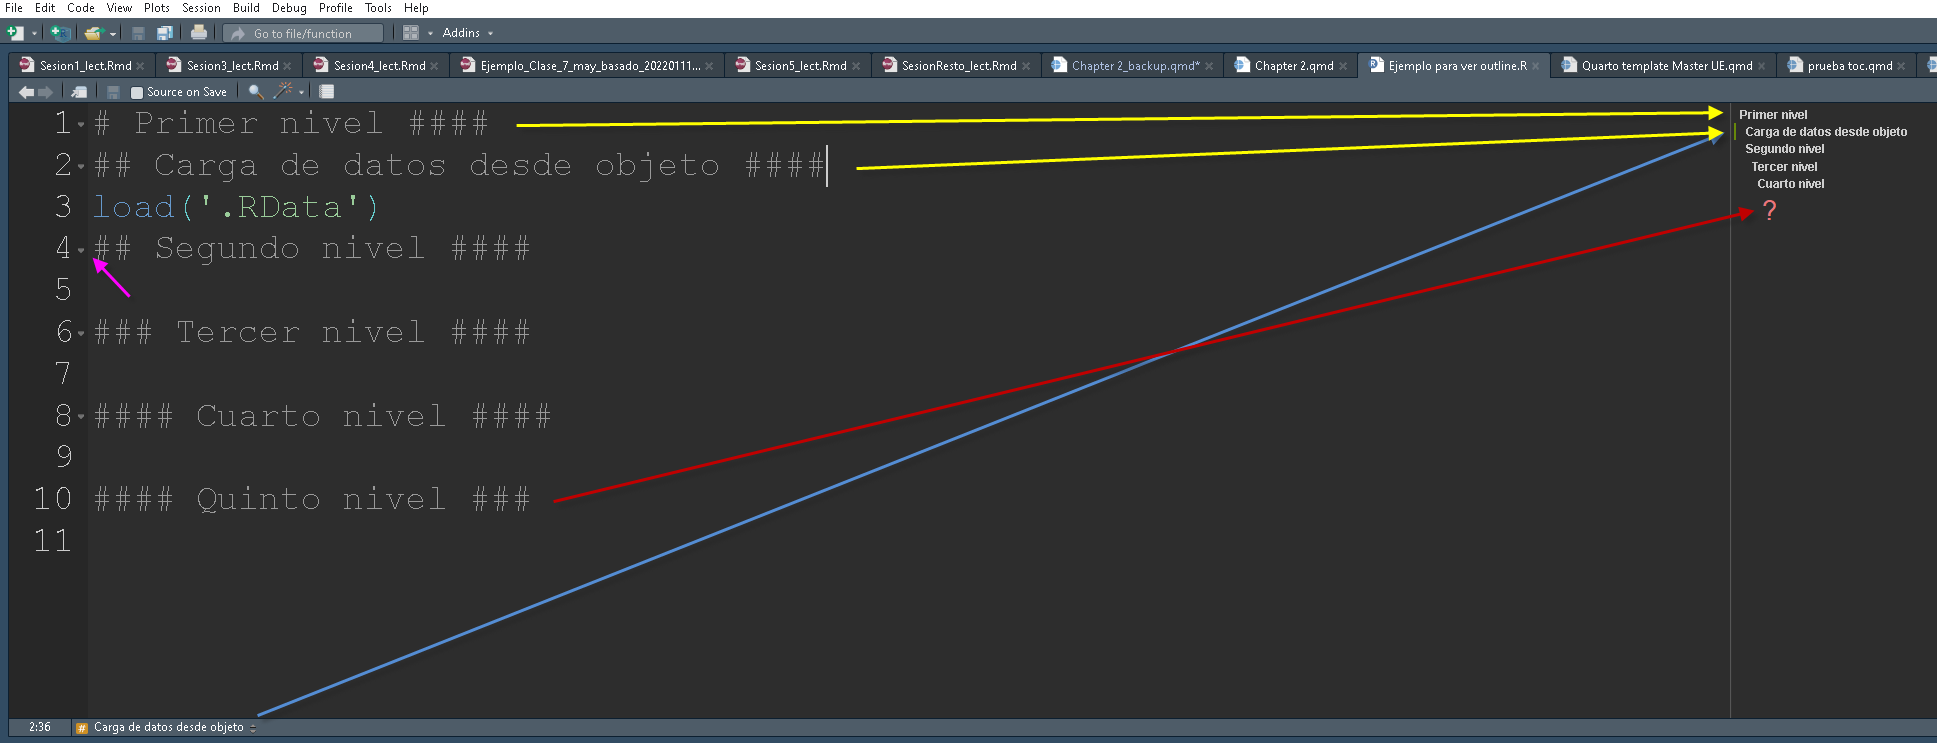 File Edit Code View Plots Session Build Debug Profile Tools Help
Go to file/function Addins
Sesion1_lect.Rmd Sesion3_lect.Rmd Sesion4_lect.Rmd Ejemplo_Clase_7_may_basado_20220111... Sesion5_lect.Rmd SesionResto_lect.Rmd Chapter 2_backup.qmd* Chapter 2.qmd Ejemplo para ver outline.R Quarto template Master UE.qmd prueba toc.qmd
Source on Save
1 # Primer nivel ####
2 ## Carga de datos desde objeto ####
3 load('.RData')
4 ## Segundo nivel ####
5
6 ### Tercer nivel ####
7
8 #### Cuarto nivel ####
9
10 #### Quinto nivel ###
11
Primer nivel
Carga de datos desde objeto
Segundo nivel
Tercer nivel
Cuarto nivel
?
2:36 # Carga de datos desde objeto